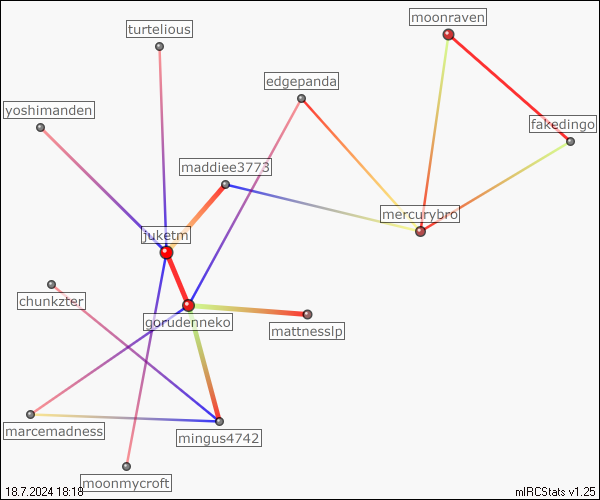 moonraven
turtelious
edgepanda
yoshimanden
fakedingo
maddiee3773
mercurybro
juketm
chunkzter
gorudenneko
mattnesslp
marcemadness
mingus4742
moonmycroft
18.7.2024 18:18
mIRCStats v1.25